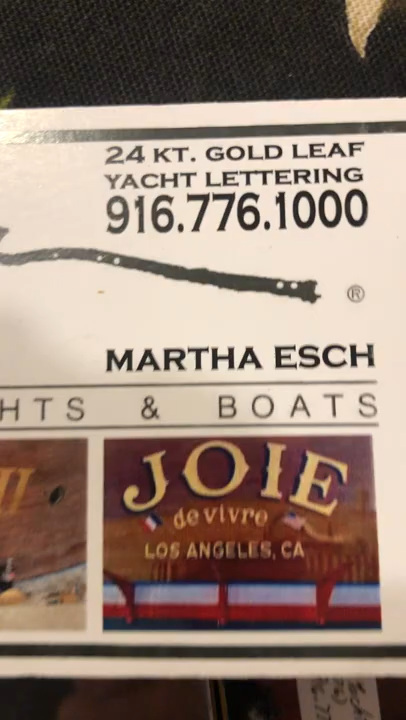 24 KT. GOLD LEAF
YACHT LETTERING
916.776.1000
®
MARTHA ESCH
HTS & BOATS
II
JOIE
de vivre
LOS ANGELES, CA